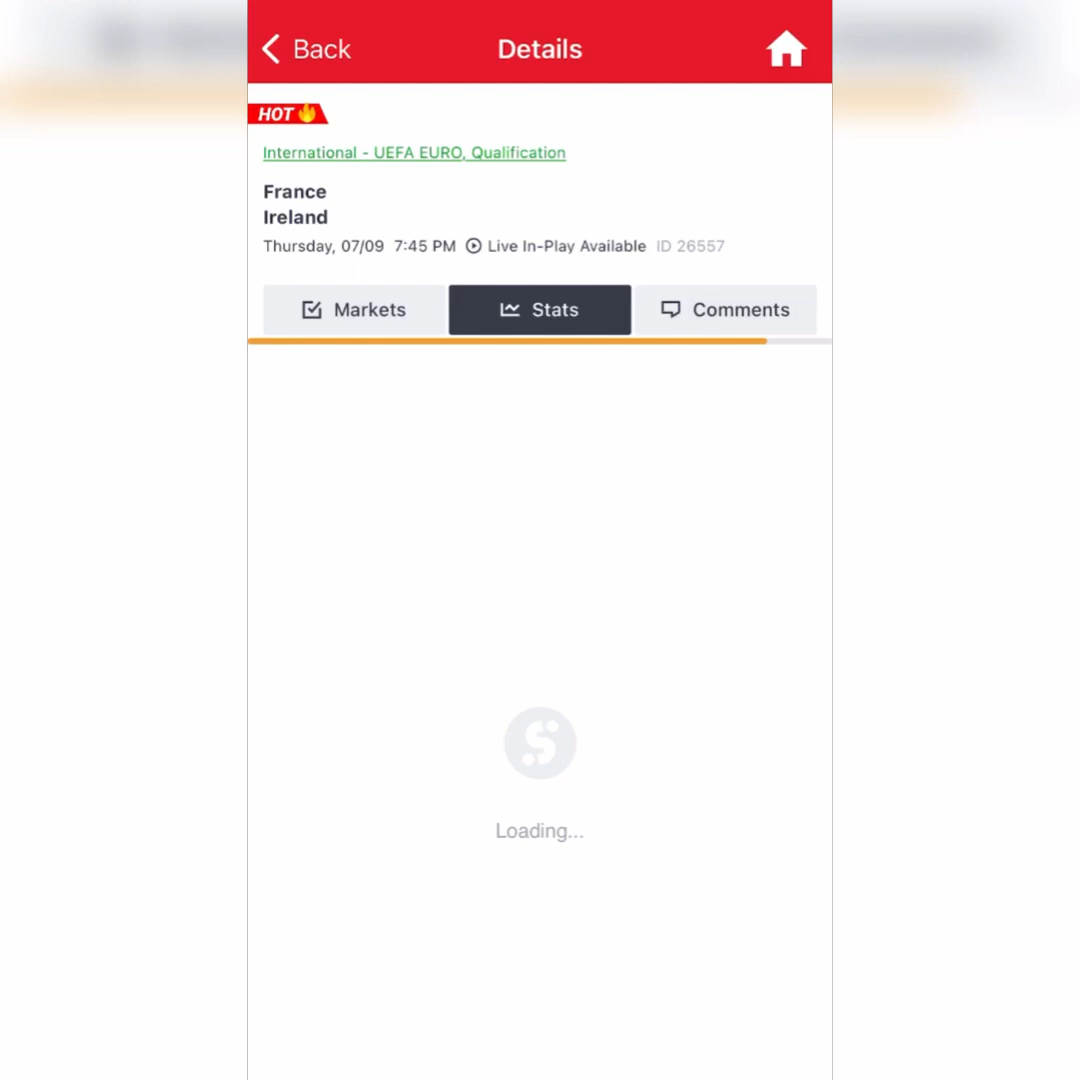 Back
Details
HOT
International - UEFA EURO, Qualification
France
Ireland
Thursday, 07/09 7:45 PM Live In-Play Available ID 26557
Markets
Stats
Comments
Loading...